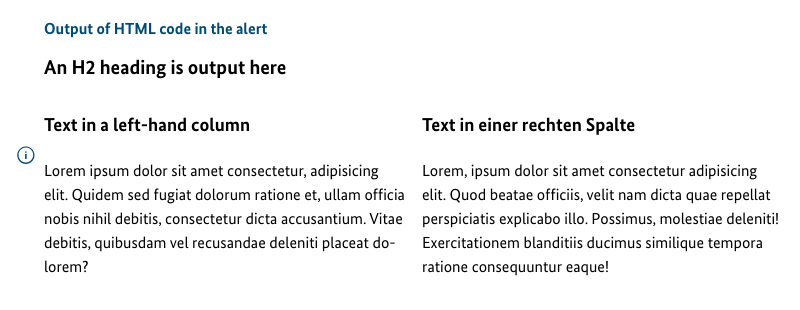 Output of HTML code in the alert
An H2 heading is output here
Text in a left-hand column
Lorem ipsum dolor sit amet consectetur, adipisicing
elit. Quidem sed fugiat dolorum ratione et, ullam officia
nobis nihil debitis, consectetur dicta accusantium. Vitae
debitis, quibusdam vel recusandae deleniti placeat do-
lorem?
Text in einer rechten Spalte
Lorem, ipsum dolor sit amet consectetur adipisicing
elit. Quod beatae officiis, velit nam dicta quae repellat
perspiciatis explicabo illo. Possimus, molestiae deleniti!
Exercitationem blanditiis ducimus similique tempora
ratione consequuntur eaque!